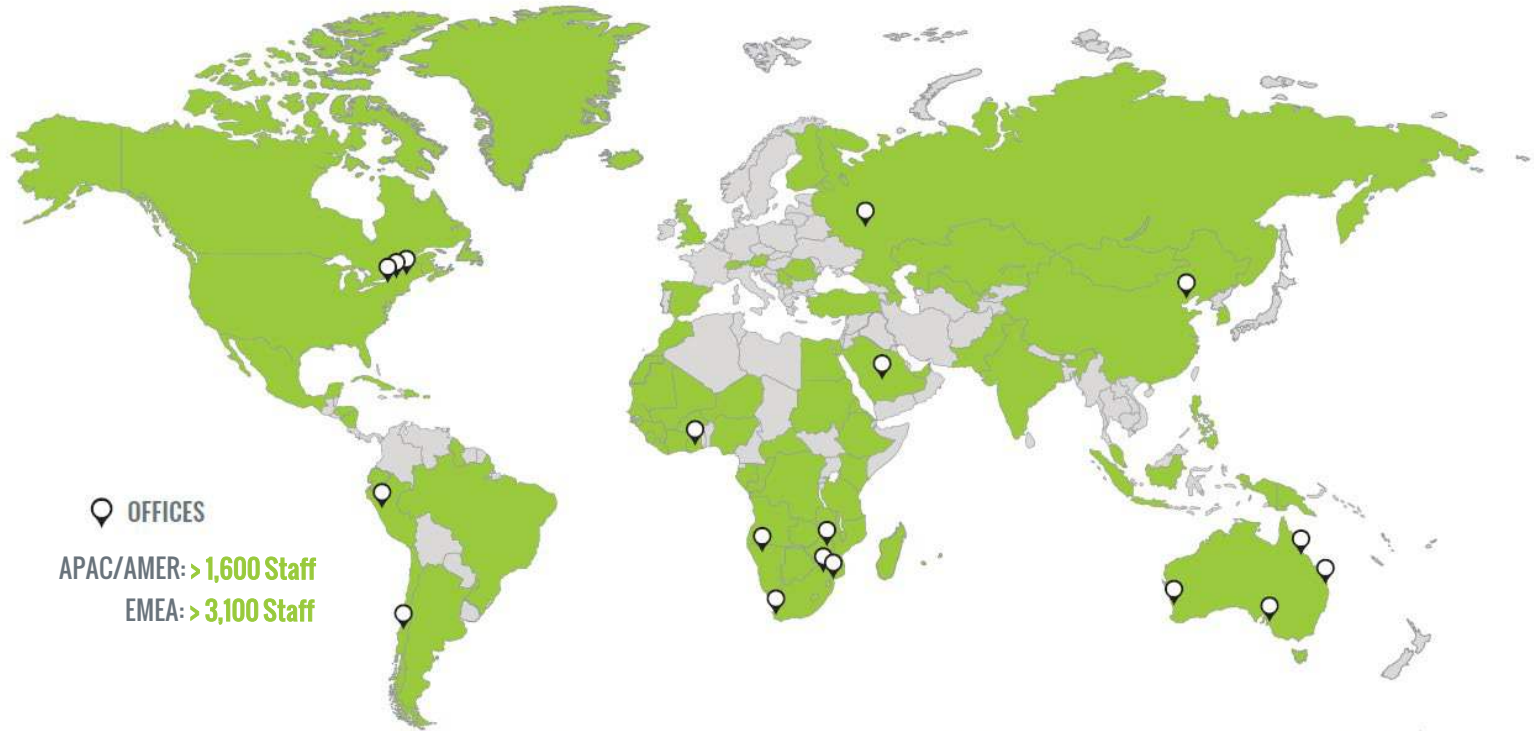 OFFICES
APAC/AMER: > 1,600 Staff
EMEA: > 3,100 Staff